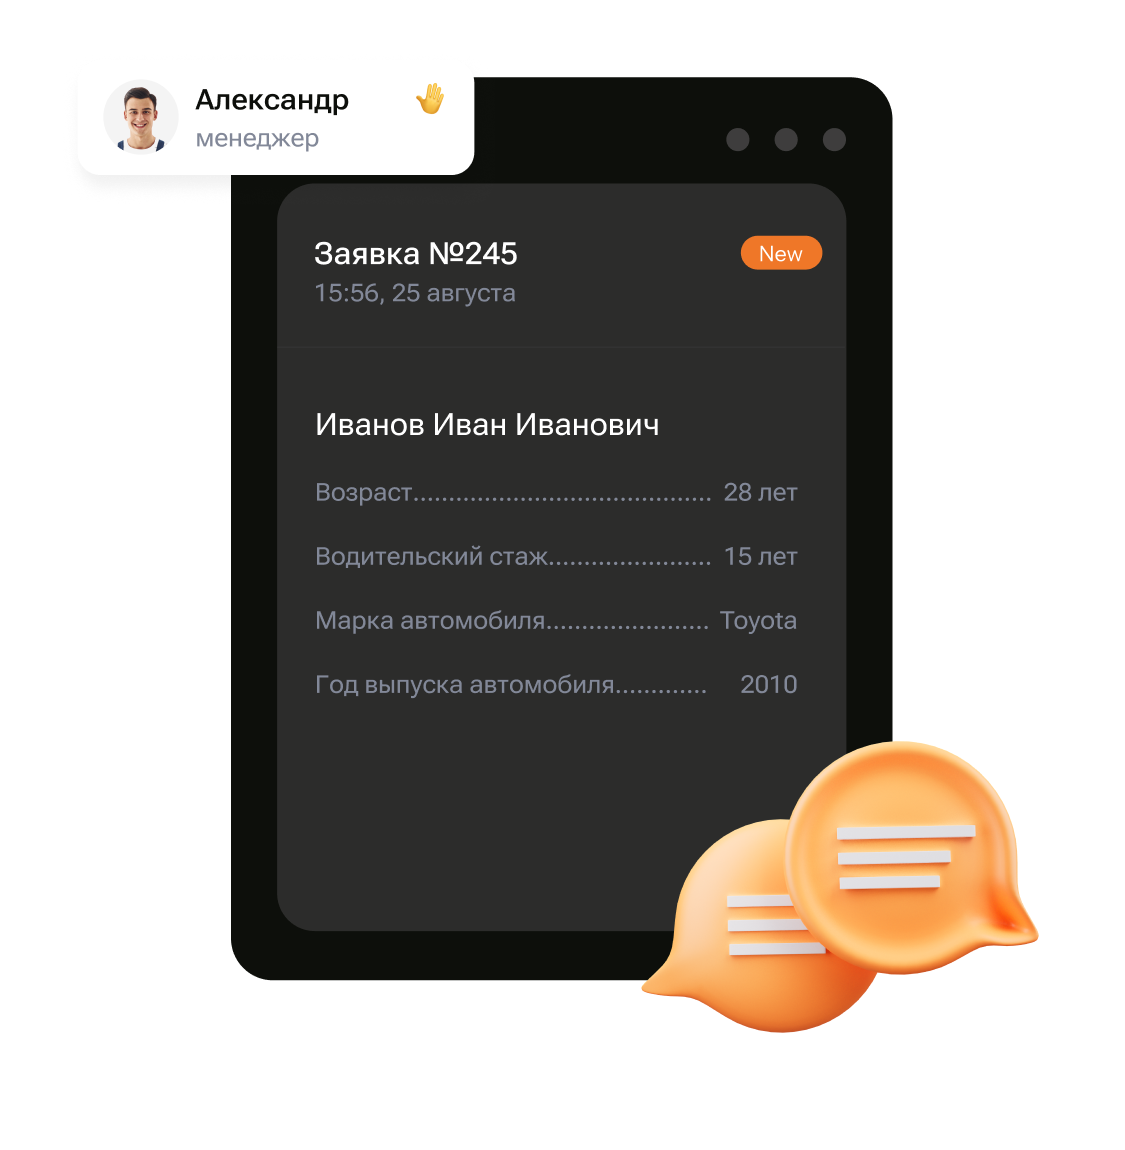 Александр
менеджер
Заявка №245
New
15:56, 25 августа
Иванов Иван Иванович
Возраст.......................................... 28 лет
Водительский стаж....................... 15 лет
Марка автомобиля....................... Toyota
Год выпуска автомобиля............. 2010